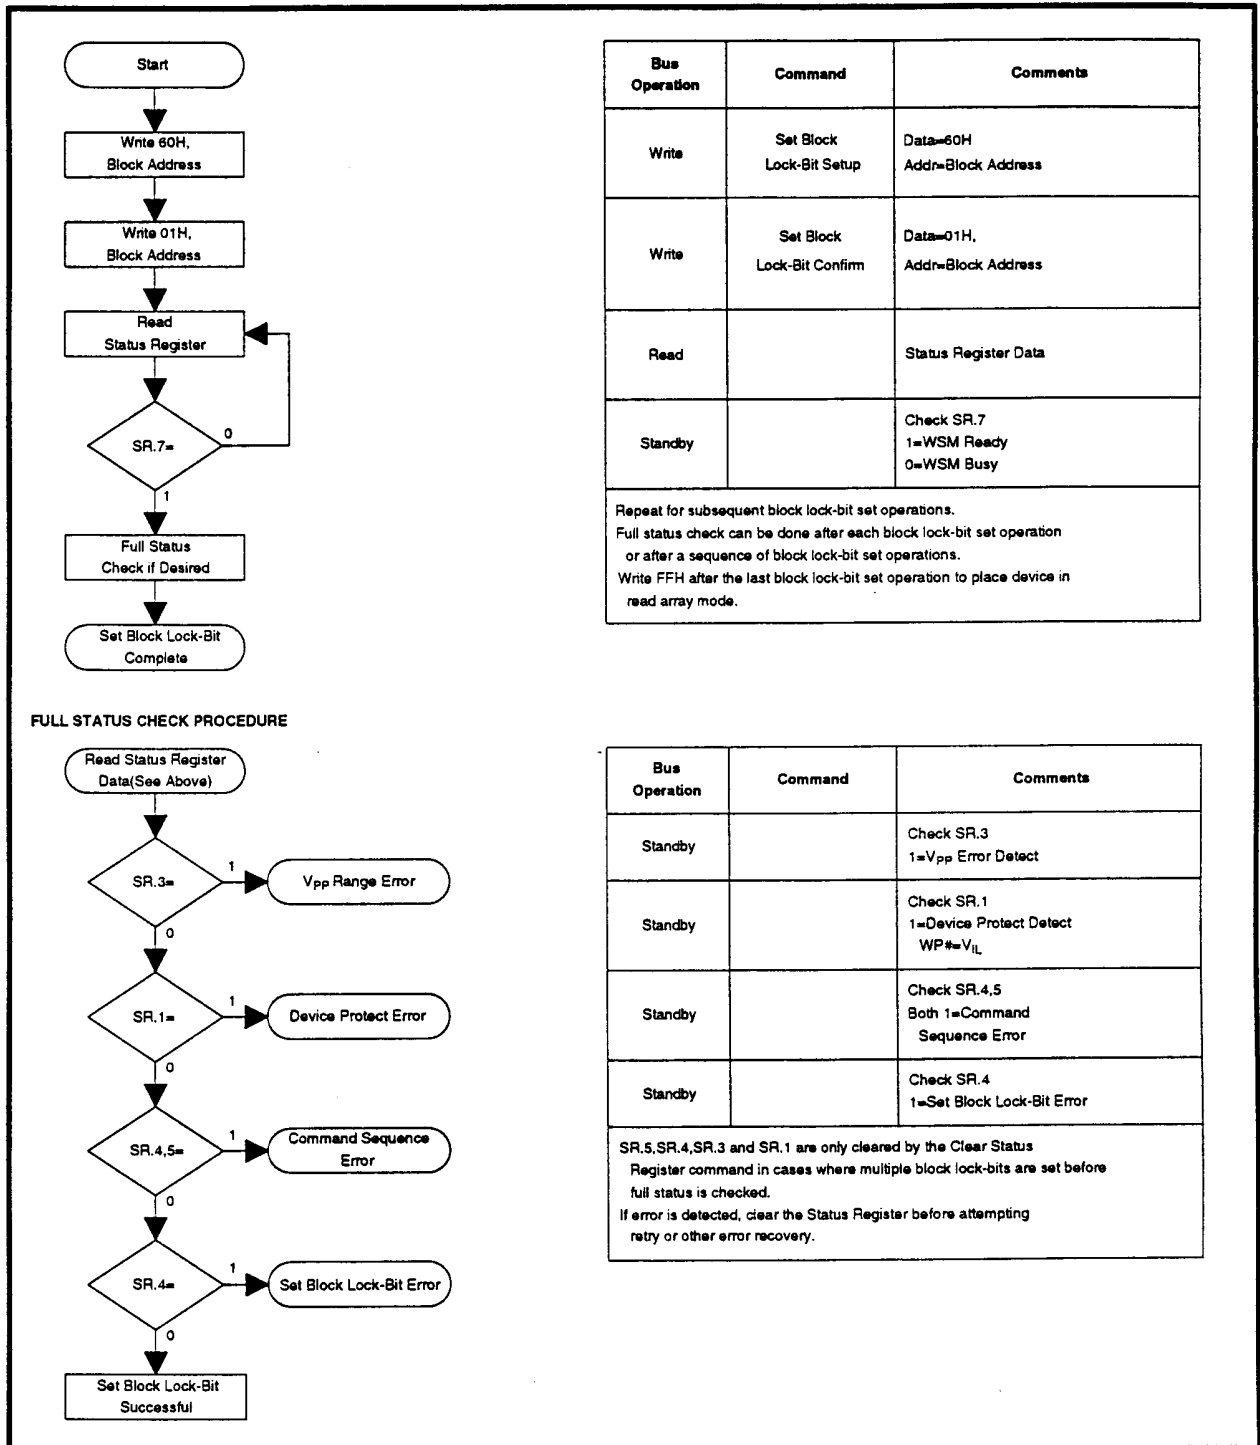 Start
Write 60H,
Block Address
Write 01H,
Block Address
Read
Status Register
SR.7=
0
1
Full Status
Check if Desired
Set Block Lock-Bit
Complete
Bus
Operation
Command
Comments
Write
Set Block
Lock-Bit Setup
Data=60H
Addr=Block Address
Write
Set Block
Lock-Bit Confirm
Data=01H,
Addr=Block Address
Read
Status Register Data
Standby
Check SR.7
1=WSM Ready
0=WSM Busy
Repeat for subsequent block lock-bit set operations.
Full status check can be done after each block lock-bit set operation
or after a sequence of block lock-bit set operations.
Write FFH after the last block lock-bit set operation to place device in
read array mode.
FULL STATUS CHECK PROCEDURE
Read Status Register
Data(See Above)
SR.3=
1
VPP Range Error
0
SR.1=
1
Device Protect Error
0
SR.4,5=
1
Command Sequence
Error
0
SR.4=
1
Set Block Lock-Bit Error
0
Set Block Lock-Bit
Successful
Bus
Operation
Command
Comments
Standby
Check SR.3
1=VPP Error Detect
Standby
Check SR.1
1=Device Protect Detect
WP#=VIL
Standby
Check SR.4,5
Both 1=Command
Sequence Error
Standby
Check SR.4
1=Set Block Lock-Bit Error
SR.5,SR.4,SR.3 and SR.1 are only cleared by the Clear Status
Register command in cases where multiple block lock-bits are set before
full status is checked.
If error is detected, clear the Status Register before attempting
retry or other error recovery.